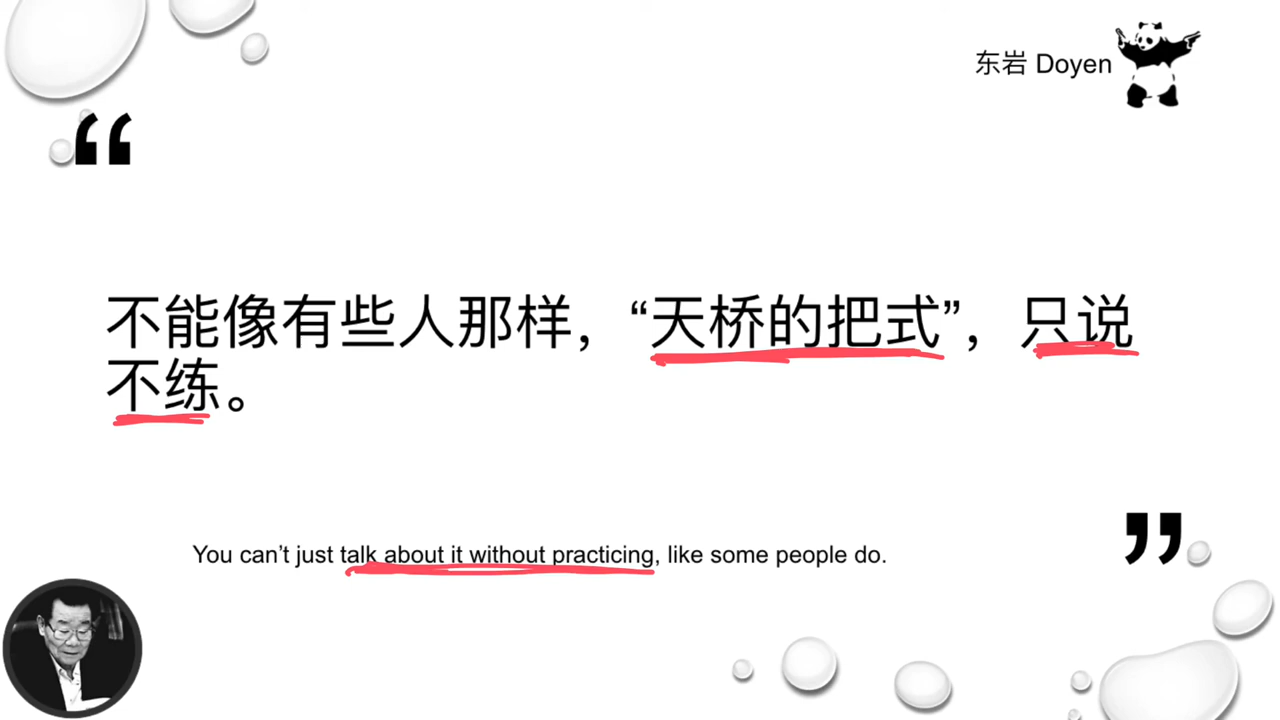 东岩 Doyen
“
不能像有些人那样，“天桥的把式”，只说
不练。
You can’t just talk about it without practicing, like some people do.
”